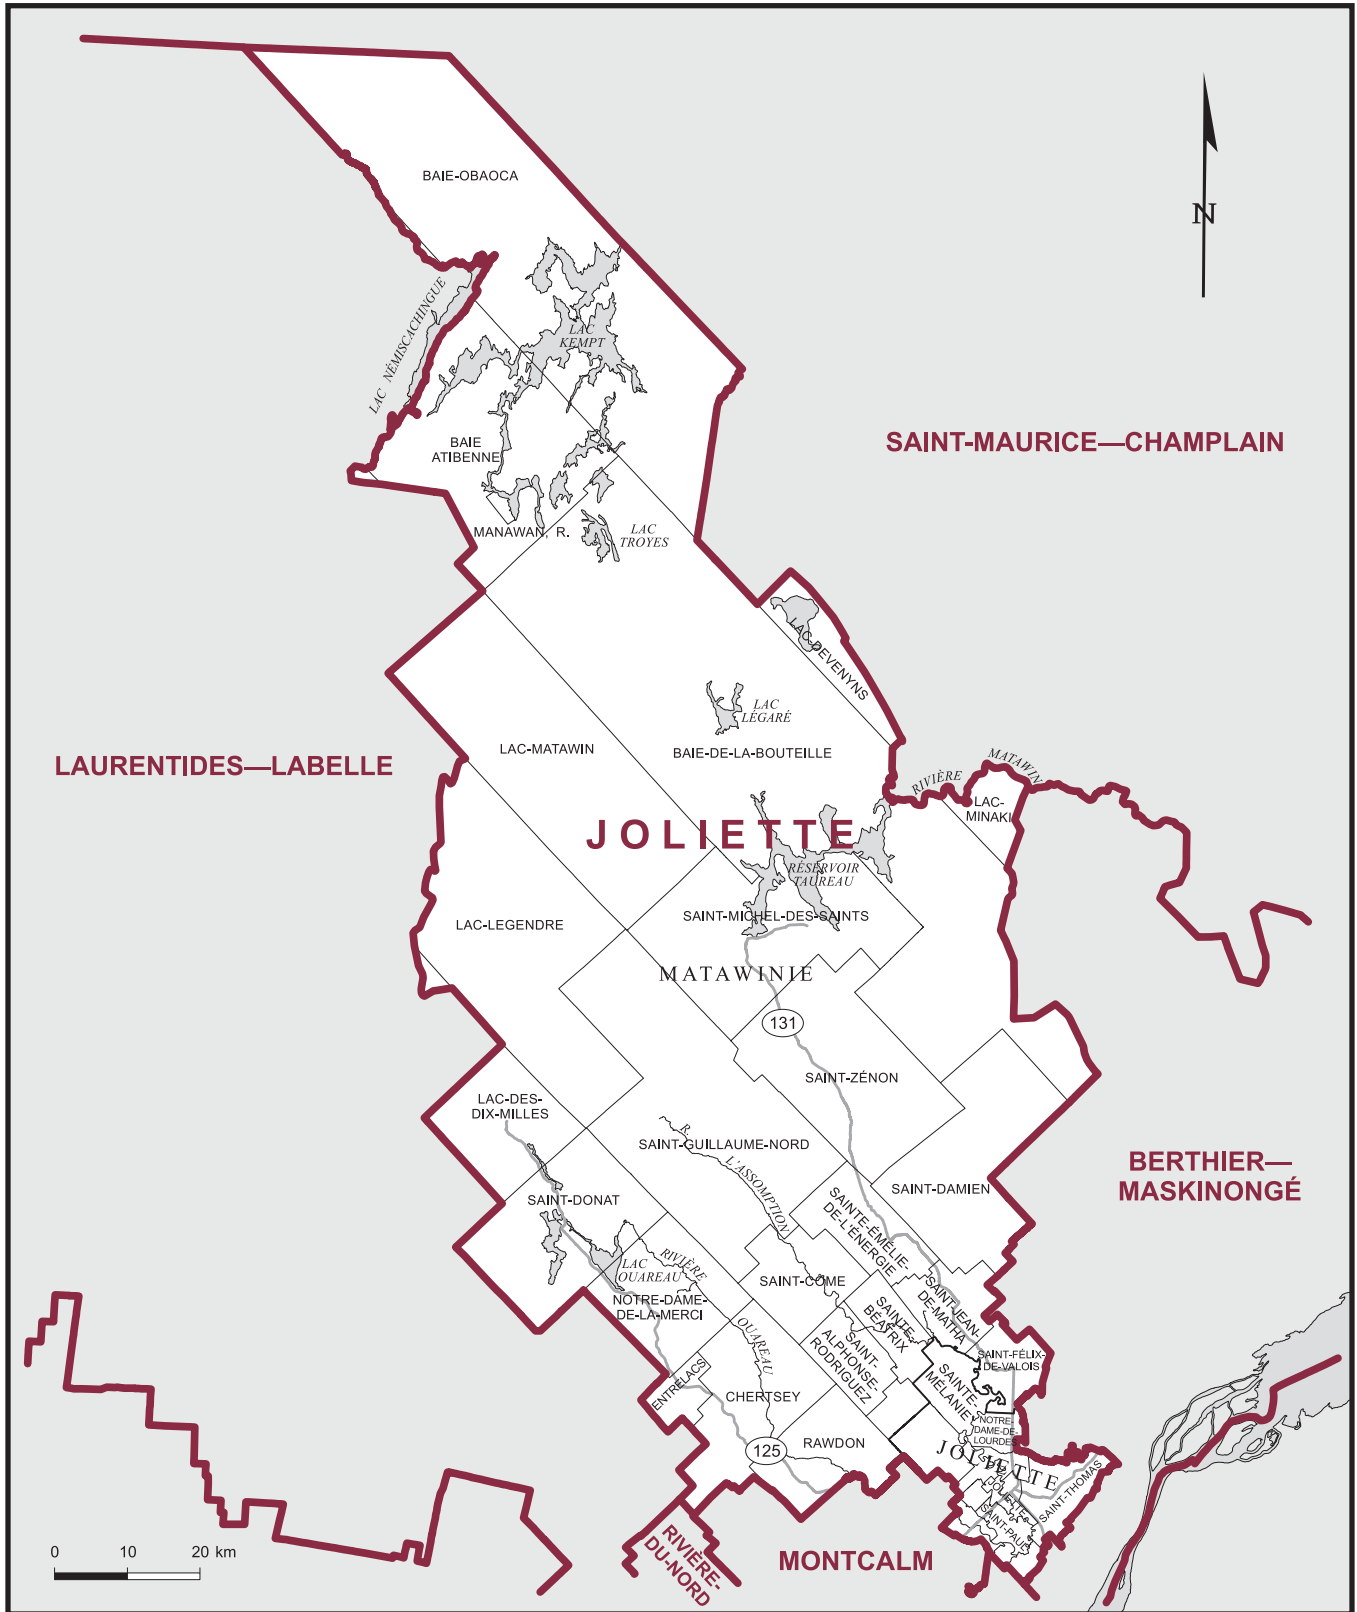 BAIE-OBAOCA
N
LAC NÉMISCACHINGUE
LAC
KEMPT
BAIE
ATIBENNE
SAINT-MAURICE—CHAMPLAIN
MANAWAN, R.
LAC
TROYES
LAC-DEVENYNS
LAC
LÉGARÉ
LAC-MATAWIN
BAIE-DE-LA-BOUTEILLE
LAURENTIDES—LABELLE
RIVIÈRE
MATAWIN
LAC-
MINAKI
JOLIETTE
RÉSERVOIR
TAUREAU
SAINT-MICHEL-DES-SAINTS
LAC-LEGENDRE
MATAWINIE
131
SAINT-ZÉNON
LAC-DES-
DIX-MILLES
R.
L'ASSOMPTION
SAINT-GUILLAUME-NORD
BERTHIER—
MASKINONGÉ
SAINT-DONAT
SAINTE-ÉMÉLIE-
DE-L'ÉNERGIE
SAINT-DAMIEN
LAC
OUAREAU
RIVIÈRE
OUAREAU
SAINT-CÔME
NOTRE-DAME-
DE-LA-MERCI
SAINTE-
BÉATRIX
SAINT-JEAN-
DE-MATHA
SAINT-
ALPHONSE-
RODRIGUEZ
SAINT-FÉLIX-
DE-VALOIS
ENTRELACS
CHERTSEY
SAINTE-
MÉLANIE
NOTRE-
DAME-DE-
LOURDES
RAWDON
125
JOLIETTE
SAINT-THOMAS
SAINT-PAUL
0 10 20 km
RIVIÈRE-
DU-NORD
MONTCALM